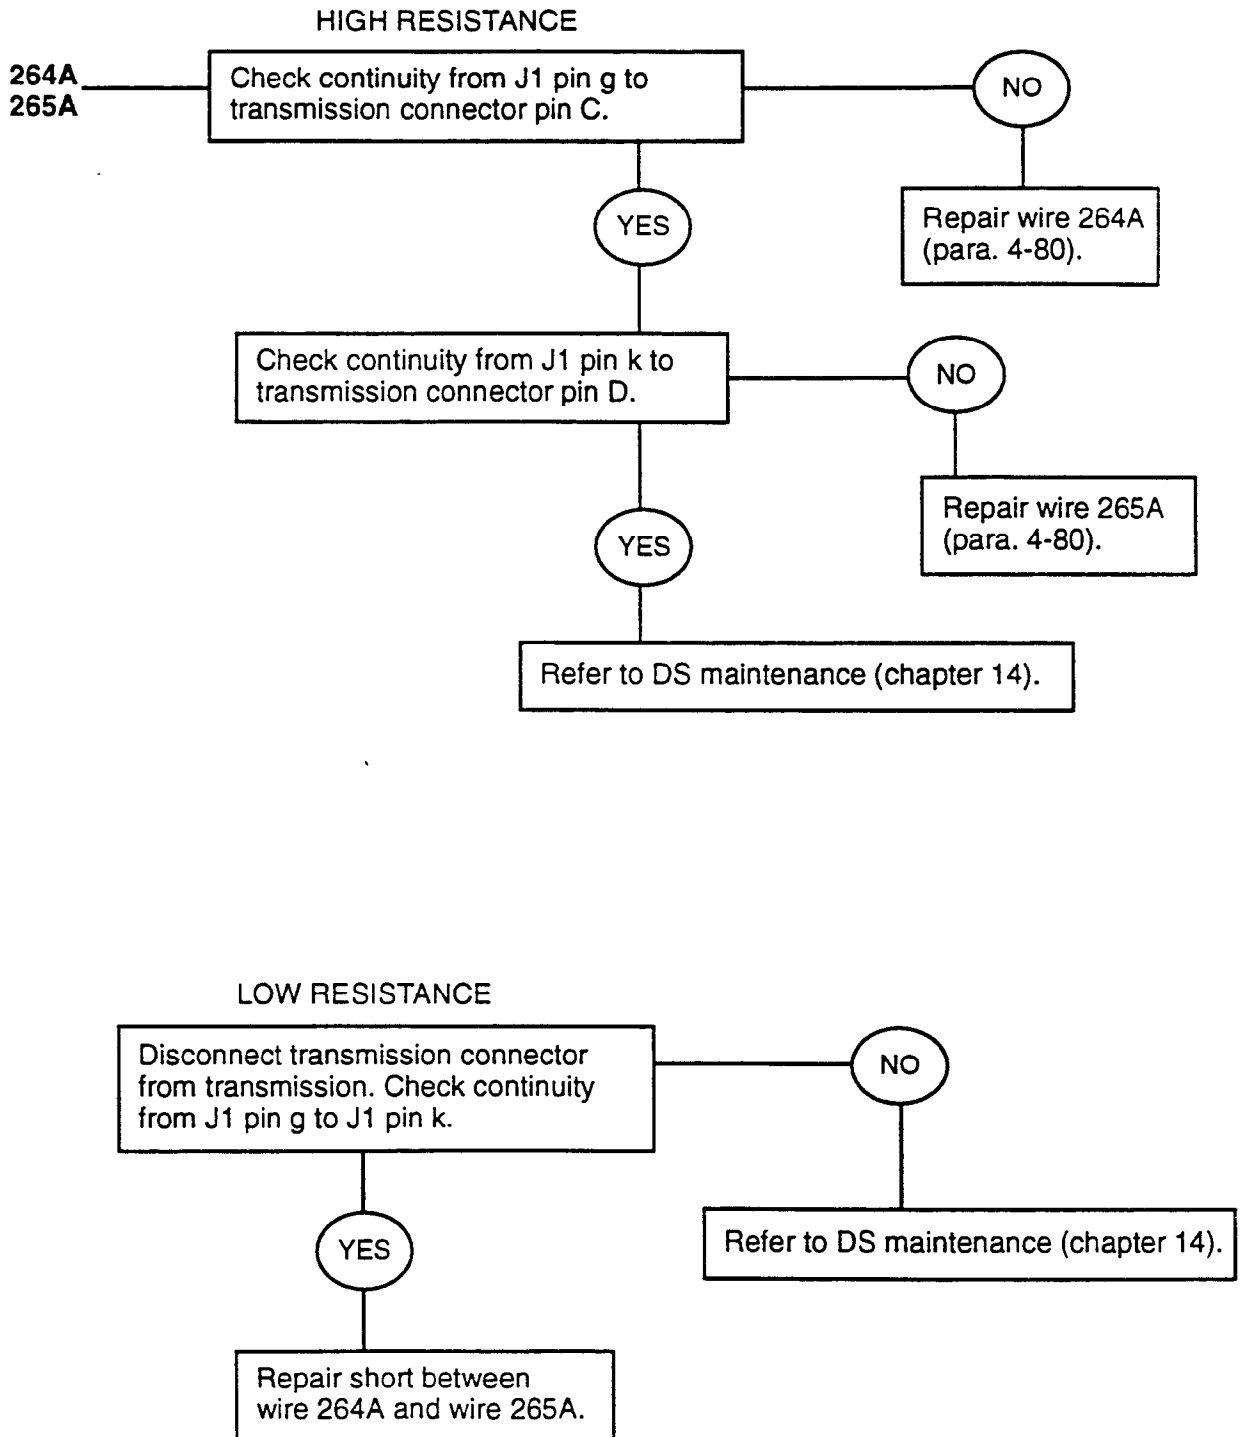 HIGH RESISTANCE
264A
265A
Check continuity from J1 pin g to
transmission connector pin C.
NO
YES
Repair wire 264A
(para. 4-80).
Check continuity from J1 pin k to
transmission connector pin D.
NO
YES
Repair wire 265A
(para. 4-80).
Refer to DS maintenance (chapter 14).
LOW RESISTANCE
Disconnect transmission connector
from transmission. Check continuity
from J1 pin g to J1 pin k.
NO
YES
Refer to DS maintenance (chapter 14).
Repair short between
wire 264A and wire 265A.